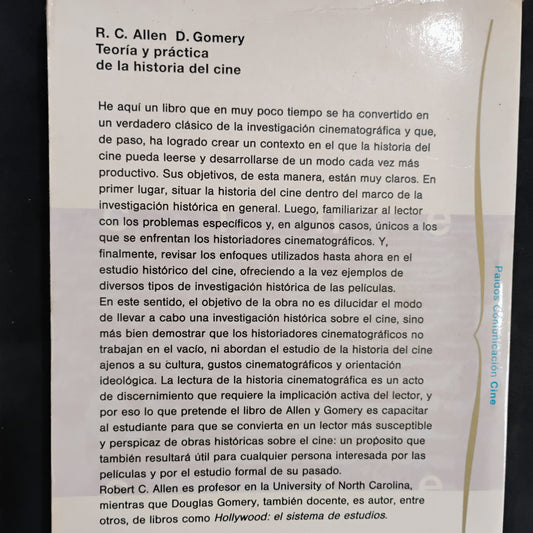 R. C. Allen D. Gomery
Teoría y práctica
de la historia del cine
He aquí un libro que en muy poco tiempo se ha convertido en
un verdadero clásico de la investigación cinematográfica y que,
de paso, ha logrado crear un contexto en el que la historia del
cine pueda leerse y desarrollarse de un modo cada vez más
productivo. Sus objetivos, de esta manera, están muy claros. En
primer lugar, situar la historia del cine dentro del marco de la
investigación histórica en general. Luego, familiarizar al lector
con los problemas específicos y, en algunos casos, únicos a los
que se enfrentan los historiadores cinematográficos. Y,
finalmente, revisar los enfoques utilizados hasta ahora en el
estudio histórico del cine, ofreciendo a la vez ejemplos de
diversos tipos de investigación histórica de las películas.
En este sentido, el objetivo de la obra no es dilucidar el modo
de llevar a cabo una investigación histórica sobre el cine, sino
más bien demostrar que los historiadores cinematográficos no
trabajan en el vacío, ni abordan el estudio de la historia del cine
ajenos a su cultura, gustos cinematográficos y orientación
ideológica. La lectura de la historia cinematográfica es un acto
de discernimiento que requiere la implicación activa del lector, y
por eso lo que pretende el libro de Allen y Gomery es capacitar
al estudiante para que se convierta en un lector más susceptible
y perspicaz de obras históricas sobre el cine: un propósito que
también resultará útil para cualquier persona interesada por las
películas y por el estudio formal de su pasado.
Robert C. Allen es profesor en la University of North Carolina,
mientras que Douglas Gomery, también docente, es autor, entre
otros, de libros como Hollywood: el sistema de estudios.
Paidós Comunicación Cine